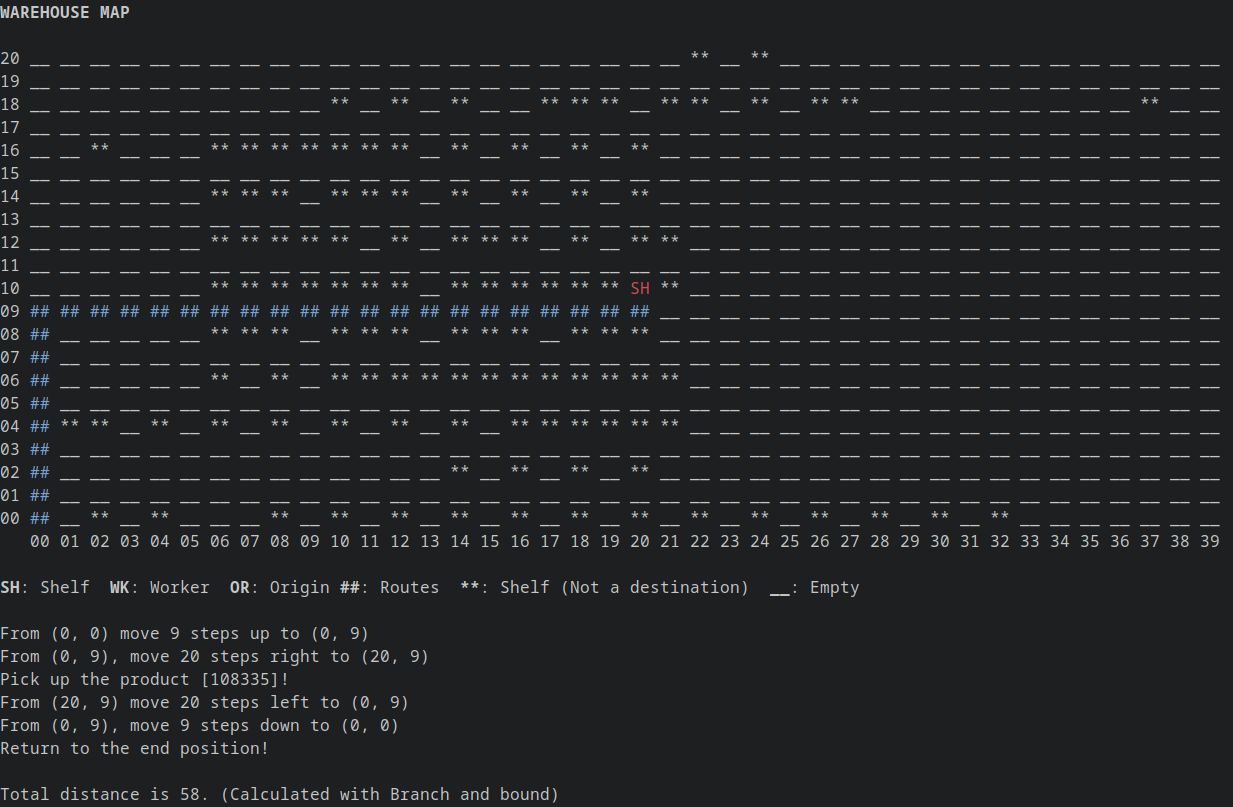 WAREHOUSE MAP
20 __ __ __ __ __ __ __ __ __ __ __ __ __ __ __ __ __ __ __ __ __ __ ** __ ** __ __ __ __ __ __ __ __ __ __ __ __ __ __ __
19 __ __ __ __ __ __ __ __ __ __ __ __ __ __ __ __ __ __ __ __ __ __ __ __ __ __ __ __ __ __ __ __ __ __ __ __ __ __ __ __
18 __ __ __ __ __ __ __ __ __ __ ** __ ** __ ** __ __ ** ** ** __ ** ** __ ** __ ** ** __ __ __ __ __ __ __ __ __ ** __ __
17 __ __ __ __ __ __ __ __ __ __ __ __ __ __ __ __ __ __ __ __ __ __ __ __ __ __ __ __ __ __ __ __ __ __ __ __ __ __ __ __
16 __ __ ** __ __ __ ** ** ** ** ** ** ** __ ** __ ** __ ** __ ** __ __ __ __ __ __ __ __ __ __ __ __ __ __ __ __ __ __ __
15 __ __ __ __ __ __ __ __ __ __ __ __ __ __ __ __ __ __ __ __ __ __ __ __ __ __ __ __ __ __ __ __ __ __ __ __ __ __ __ __
14 __ __ __ __ __ __ ** ** ** __ ** ** ** __ ** __ ** __ ** __ ** __ __ __ __ __ __ __ __ __ __ __ __ __ __ __ __ __ __ __
13 __ __ __ __ __ __ __ __ __ __ __ __ __ __ __ __ __ __ __ __ __ __ __ __ __ __ __ __ __ __ __ __ __ __ __ __ __ __ __ __
12 __ __ __ __ __ __ ** ** ** ** ** __ ** __ ** ** ** __ ** __ ** ** __ __ __ __ __ __ __ __ __ __ __ __ __ __ __ __ __ __
11 __ __ __ __ __ __ __ __ __ __ __ __ __ __ __ __ __ __ __ __ __ __ __ __ __ __ __ __ __ __ __ __ __ __ __ __ __ __ __ __
10 __ __ __ __ __ __ ** ** ** ** ** ** ** __ ** ** ** ** ** ** SH ** __ __ __ __ __ __ __ __ __ __ __ __ __ __ __ __ __ __
09 ## ## ## ## ## ## ## ## ## ## ## ## ## ## ## ## ## ## ## ## ## __ __ __ __ __ __ __ __ __ __ __ __ __ __ __ __ __ __ __
08 ## __ __ __ __ __ ** ** ** __ ** ** ** __ ** ** ** __ ** ** ** __ __ __ __ __ __ __ __ __ __ __ __ __ __ __ __ __ __ __
07 ## __ __ __ __ __ __ __ __ __ __ __ __ __ __ __ __ __ __ __ __ __ __ __ __ __ __ __ __ __ __ __ __ __ __ __ __ __ __ __
06 ## __ __ __ __ __ ** __ ** __ ** ** ** ** ** ** ** ** ** ** ** ** __ __ __ __ __ __ __ __ __ __ __ __ __ __ __ __ __ __
05 ## __ __ __ __ __ __ __ __ __ __ __ __ __ __ __ __ __ __ __ __ __ __ __ __ __ __ __ __ __ __ __ __ __ __ __ __ __ __ __
04 ## ** ** __ ** __ ** __ ** __ ** __ ** __ ** __ ** ** ** ** ** ** __ __ __ __ __ __ __ __ __ __ __ __ __ __ __ __ __ __
03 ## __ __ __ __ __ __ __ __ __ __ __ __ __ __ __ __ __ __ __ __ __ __ __ __ __ __ __ __ __ __ __ __ __ __ __ __ __ __ __
02 ## __ __ __ __ __ __ __ __ __ __ __ __ __ ** __ ** __ ** __ ** __ __ __ __ __ __ __ __ __ __ __ __ __ __ __ __ __ __ __
01 ## __ __ __ __ __ __ __ __ __ __ __ __ __ __ __ __ __ __ __ __ __ __ __ __ __ __ __ __ __ __ __ __ __ __ __ __ __ __ __
00 ## __ ** __ ** __ __ __ ** __ ** __ ** __ ** __ ** __ ** __ ** __ ** __ ** __ ** __ ** __ ** __ ** __ __ __ __ __ __ __
00 01 02 03 04 05 06 07 08 09 10 11 12 13 14 15 16 17 18 19 20 21 22 23 24 25 26 27 28 29 30 31 32 33 34 35 36 37 38 39
SH: Shelf  WK: Worker  OR: Origin ##: Routes  **: Shelf (Not a destination)  __: Empty
From (0, 0) move 9 steps up to (0, 9)
From (0, 9), move 20 steps right to (20, 9)
Pick up the product [108335]!
From (20, 9) move 20 steps left to (0, 9)
From (0, 9), move 9 steps down to (0, 0)
Return to the end position!
Total distance is 58. (Calculated with Branch and bound)